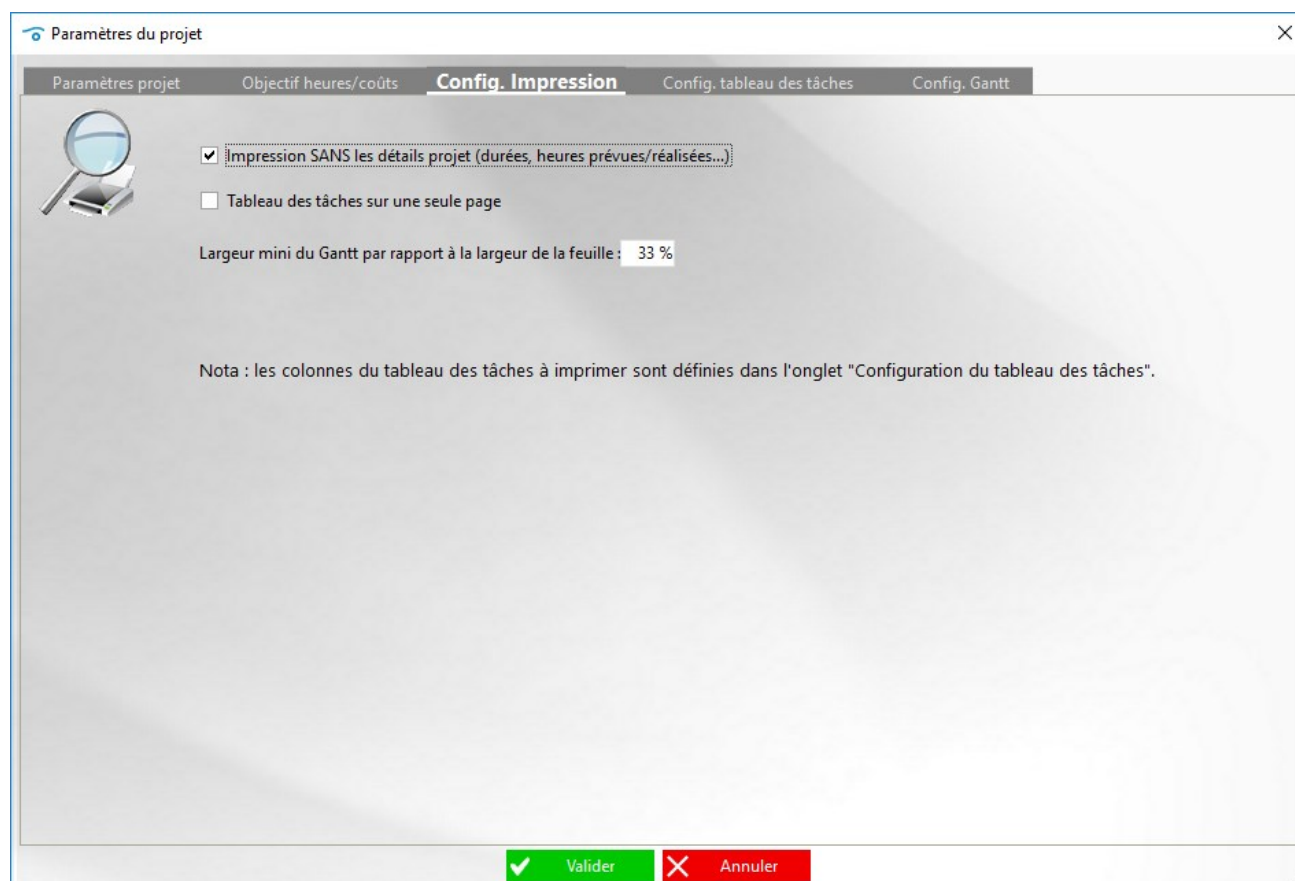 Paramètres du projet
Paramètres projet Objectif heures/coûts Config. Impression Config. tableau des tâches Config. Gantt
Impression SANS les détails projet (durées, heures prévues/réalisées...)
Tableau des tâches sur une seule page
Largeur mini du Gantt par rapport à la largeur de la feuille : 33 %
Nota : les colonnes du tableau des tâches à imprimer sont définies dans l'onglet "Configuration du tableau des tâches".
Valider Annuler